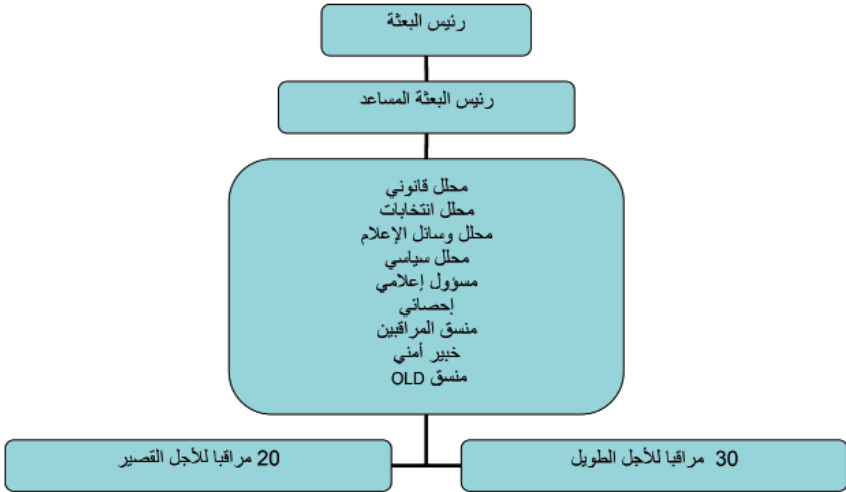 رئيس البعثة
رئيس البعثة المساعد
محلل قانوني
محلل انتخابات
محلل وسائل الإعلام
محلل سياسي
مسؤول إعلامي
إحصائي
منسق المراقبين
خبير أمني
منسق OLD
30 مراقبا للأجل الطويل
20 مراقبا للأجل القصير